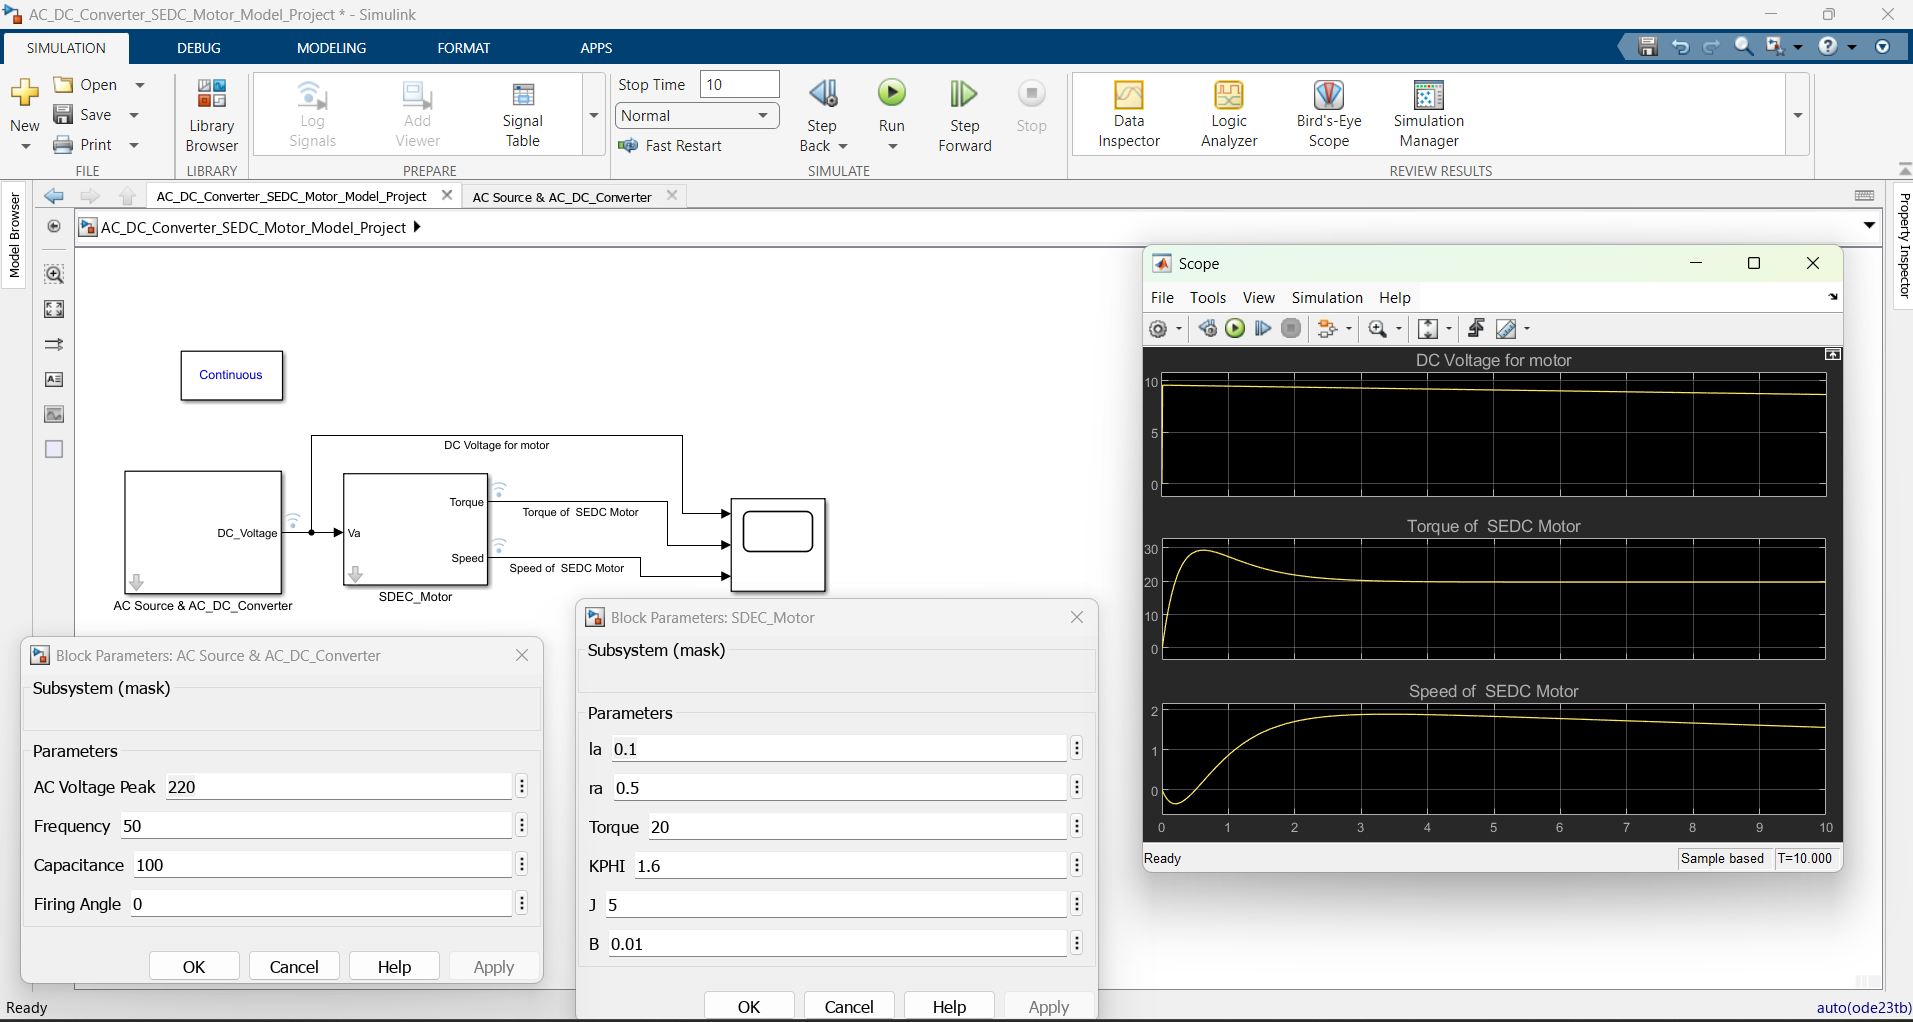 AC_DC_Converter_SEDC_Motor_Model_Project * - Simulink
SIMULATION DEBUG MODELING FORMAT APPS
New
Open
Save
Print
FILE
Library Browser
LIBRARY
Log Signals
Add Viewer
Signal Table
PREPARE
Stop Time 10
Normal
Fast Restart
Step Back
Run
Step Forward
Stop
SIMULATE
Data Inspector
Logic Analyzer
Bird's-Eye Scope
Simulation Manager
REVIEW RESULTS
Model Browser
Property Inspector
AC_DC_Converter_SEDC_Motor_Model_Project
AC Source & AC_DC_Converter
AC_DC_Converter_SEDC_Motor_Model_Project
Continuous
DC Voltage for motor
DC_Voltage
AC Source & AC_DC_Converter
Va
Torque
Speed
SDEC_Motor
Torque of SEDC Motor
Speed of SEDC Motor
Block Parameters: AC Source & AC_DC_Converter
Subsystem (mask)
Parameters
AC Voltage Peak 220
Frequency 50
Capacitance 100
Firing Angle 0
OK Cancel Help Apply
Block Parameters: SDEC_Motor
Subsystem (mask)
Parameters
la 0.1
ra 0.5
Torque 20
KPHI 1.6
J 5
B 0.01
OK Cancel Help Apply
Scope
File Tools View Simulation Help
DC Voltage for motor
10
5
0
Torque of SEDC Motor
30
20
10
0
Speed of SEDC Motor
2
1
0
0 1 2 3 4 5 6 7 8 9 10
Ready Sample based T=10.000
Ready auto(ode23tb)